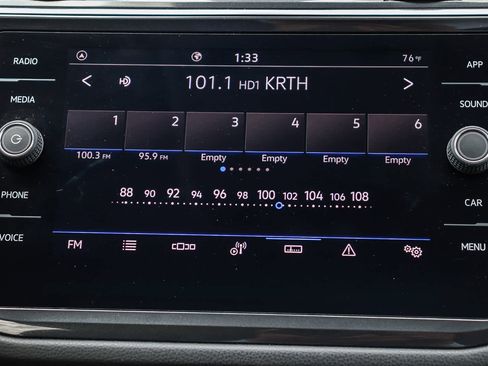 RADIO
MEDIA
PHONE
VOICE
1:33
76°F
101.1 HD1 KRTH
1 2 3 4 5 6
100.3 FM 95.9 FM Empty Empty Empty Empty
88 90 92 94 96 98 100 102 104 106 108
FM
APP
SOUND
CAR
MENU